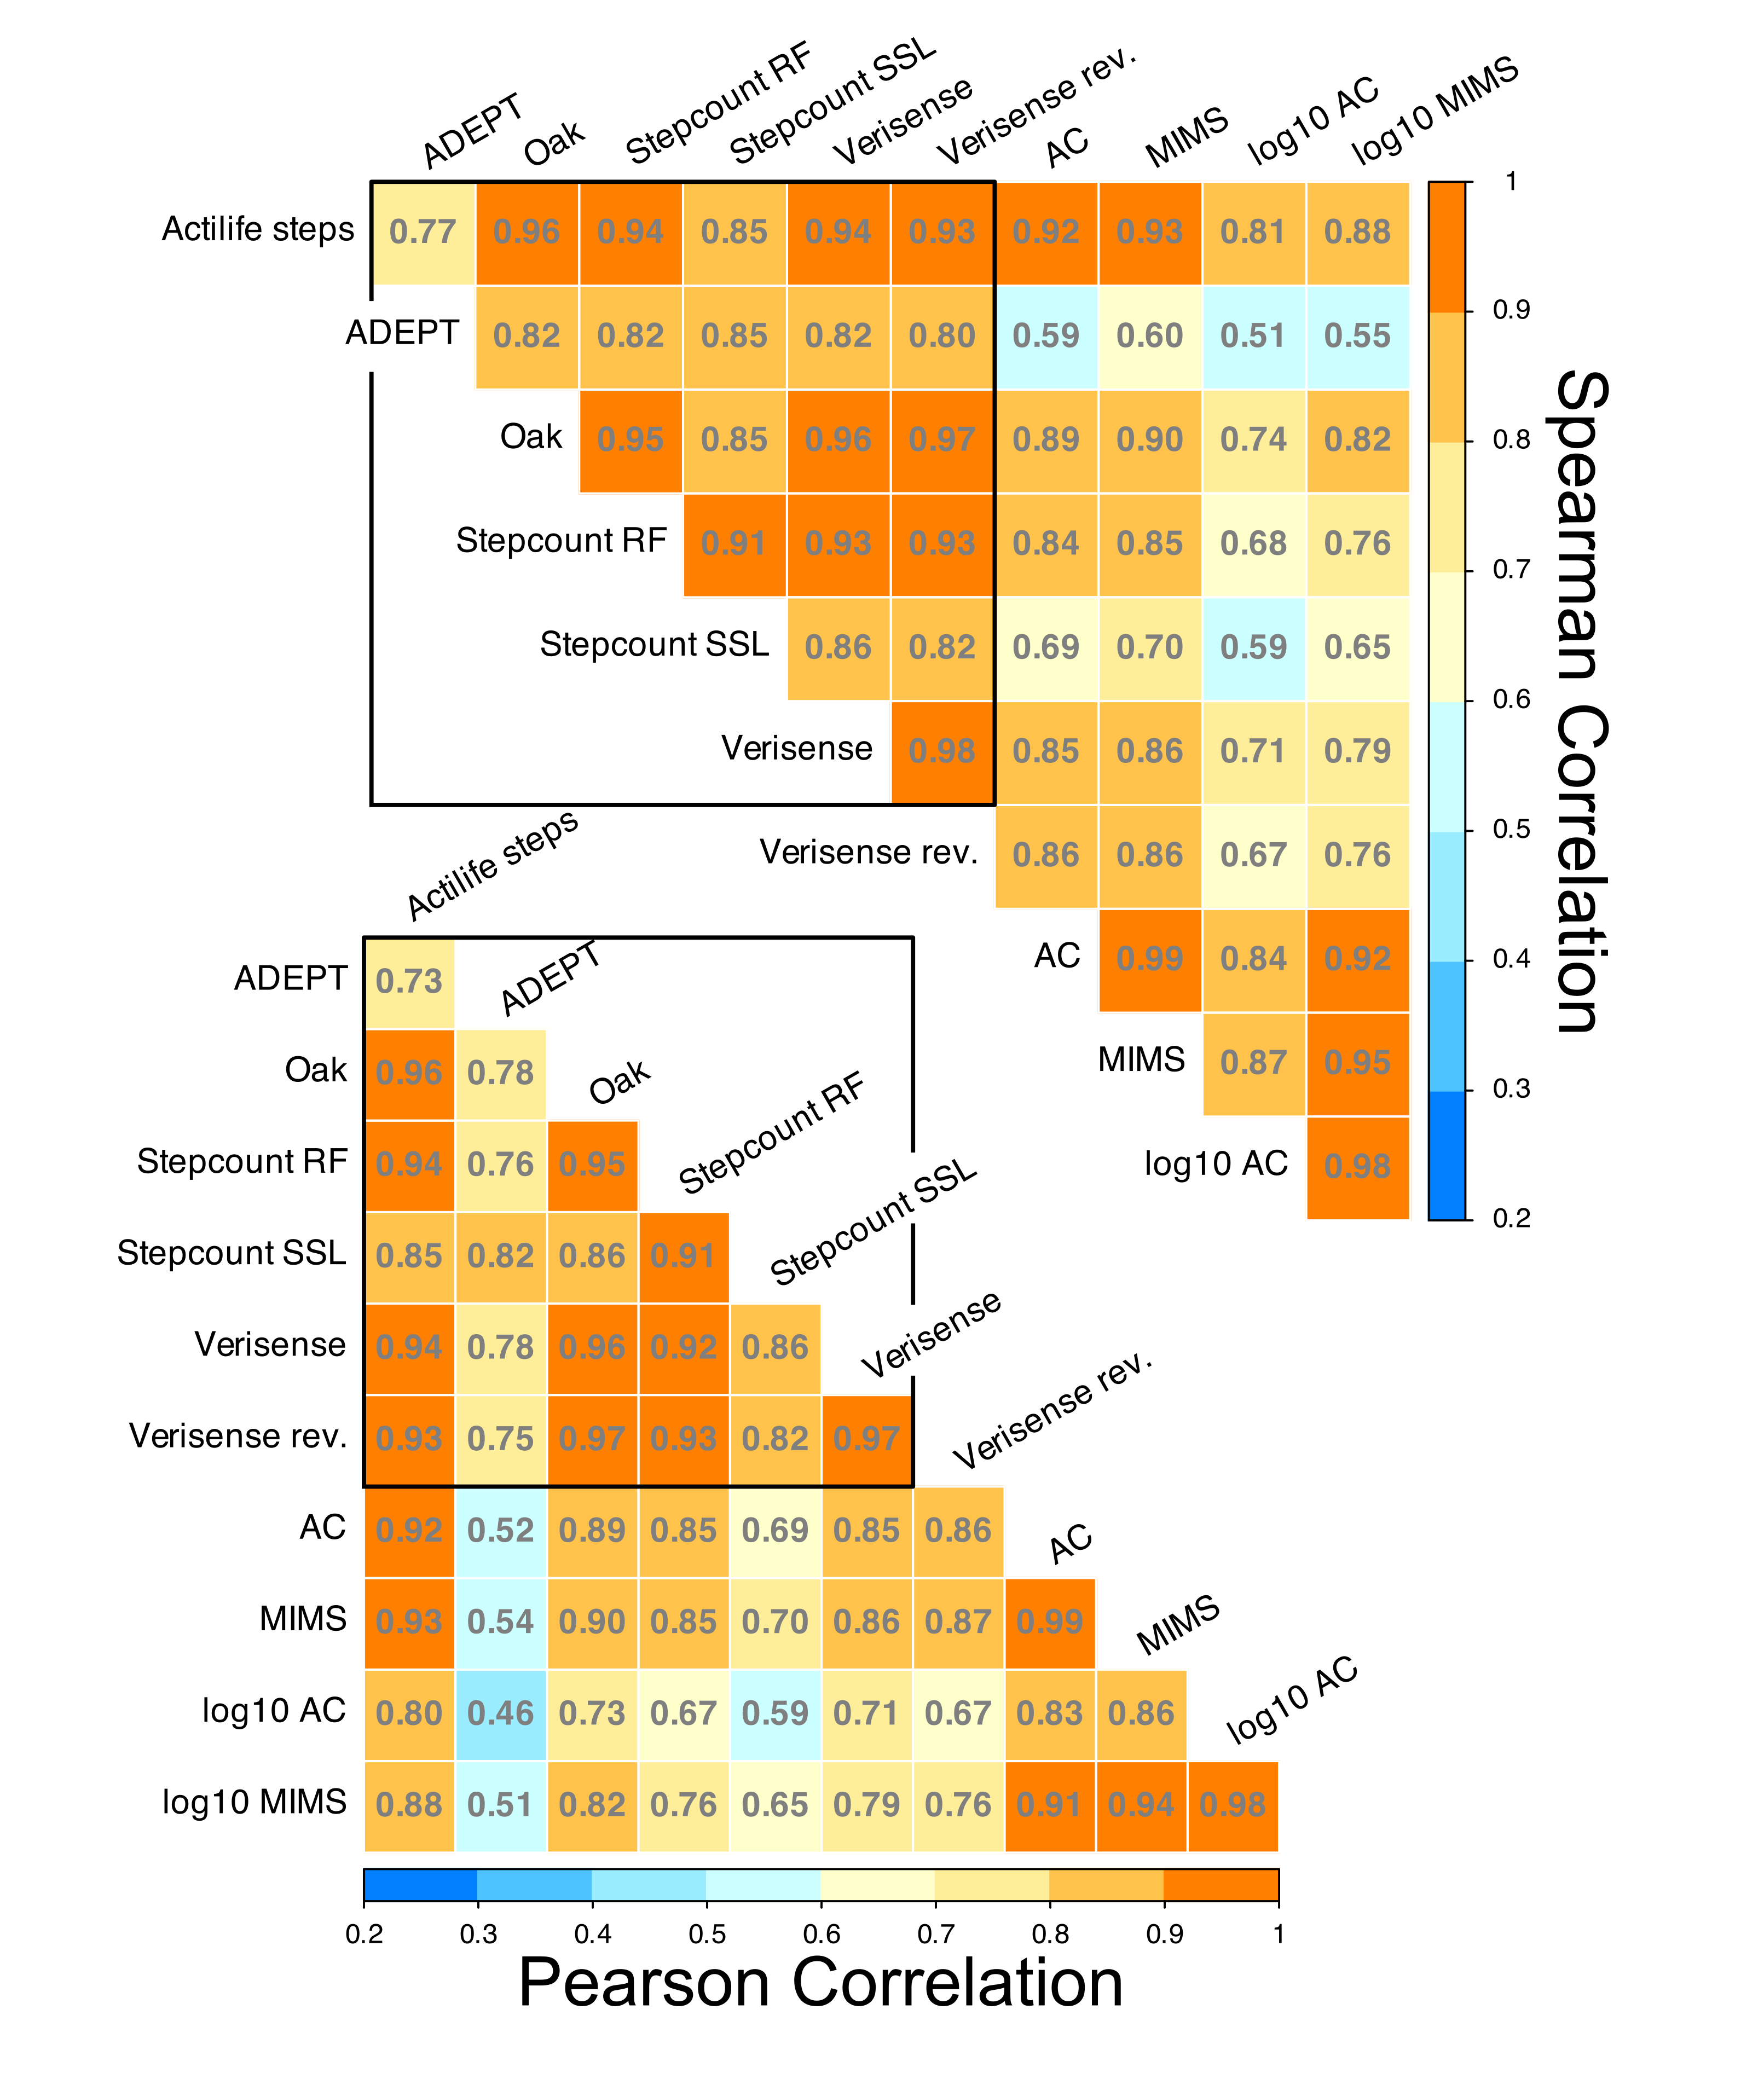 ADEPT Oak Stepcount RF Stepcount SSL Verisense Verisense rev. AC MIMS log10 AC log10 MIMS
Actilife steps 0.77 0.96 0.94 0.85 0.94 0.93 0.92 0.93 0.81 0.88
ADEPT 0.82 0.82 0.85 0.82 0.80 0.59 0.60 0.51 0.55
Oak 0.95 0.85 0.96 0.97 0.89 0.90 0.74 0.82
Stepcount RF 0.91 0.93 0.93 0.84 0.85 0.68 0.76
Stepcount SSL 0.86 0.82 0.69 0.70 0.59 0.65
Verisense 0.98 0.85 0.86 0.71 0.79
Verisense rev. 0.86 0.86 0.67 0.76
AC 0.99 0.84 0.92
MIMS 0.87 0.95
log10 AC 0.98
1
0.9
0.8
0.7
0.6
0.5
0.4
0.3
0.2
Spearman Correlation
Actilife steps
ADEPT 0.73 ADEPT
Oak 0.96 0.78 Oak
Stepcount RF 0.94 0.76 0.95 Stepcount RF
Stepcount SSL 0.85 0.82 0.86 0.91 Stepcount SSL
Verisense 0.94 0.78 0.96 0.92 0.86 Verisense
Verisense rev. 0.93 0.75 0.97 0.93 0.82 0.97 Verisense rev.
AC 0.92 0.52 0.89 0.85 0.69 0.85 0.86 AC
MIMS 0.93 0.54 0.90 0.85 0.70 0.86 0.87 0.99 MIMS
log10 AC 0.80 0.46 0.73 0.67 0.59 0.71 0.67 0.83 0.86 log10 AC
log10 MIMS 0.88 0.51 0.82 0.76 0.65 0.79 0.76 0.91 0.94 0.98
0.2 0.3 0.4 0.5 0.6 0.7 0.8 0.9 1
Pearson Correlation